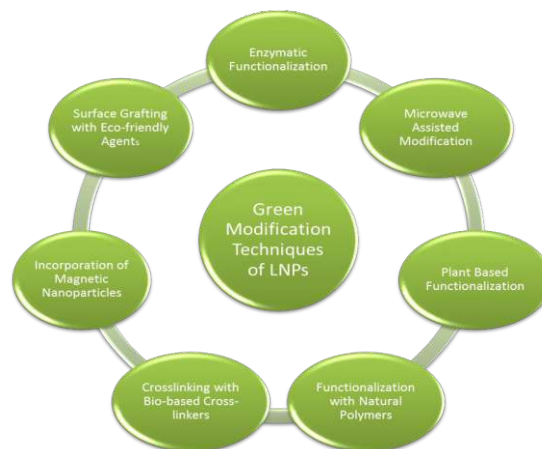 Enzymatic
Functionalization
Microwave
Assisted
Modification
Plant Based
Functionalization
Functionalization
with Natural
Polymers
Crosslinking with
Bio-based Cross-
linkers
Incorporation of
Magnetic
Nanoparticles
Surface Grafting
with Eco-friendly
Agents
Green
Modification
Techniques
of LNPs